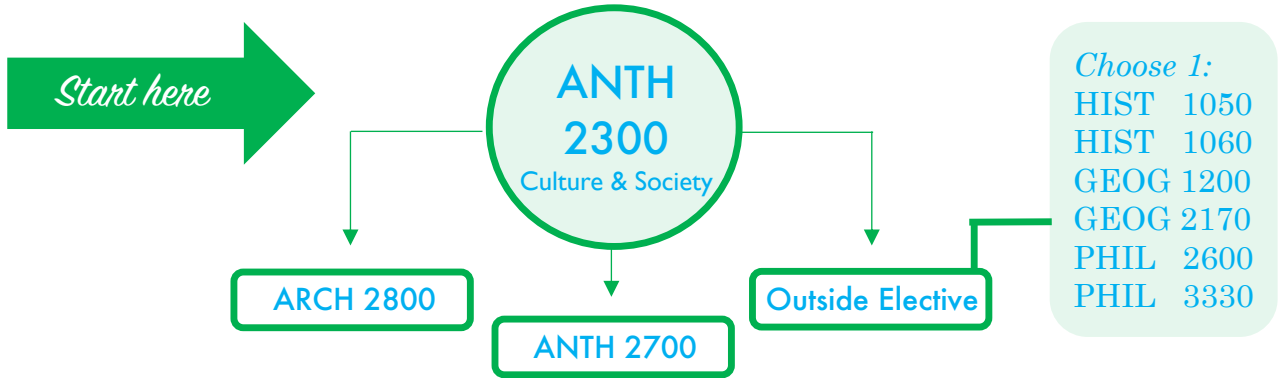 Start here
ANTH
2300
Culture & Society
ARCH 2800
ANTH 2700
Outside Elective
Choose 1:
HIST 1050
HIST 1060
GEOG 1200
GEOG 2170
PHIL 2600
PHIL 3330